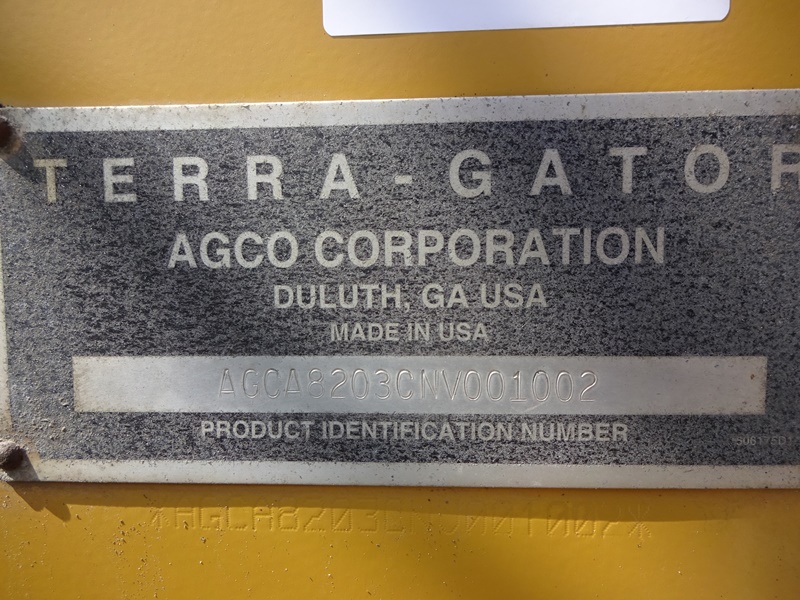 TERRA-GATOR
AGCO CORPORATION
DULUTH, GA USA
MADE IN USA
AGCA8203CNV001002
PRODUCT IDENTIFICATION NUMBER